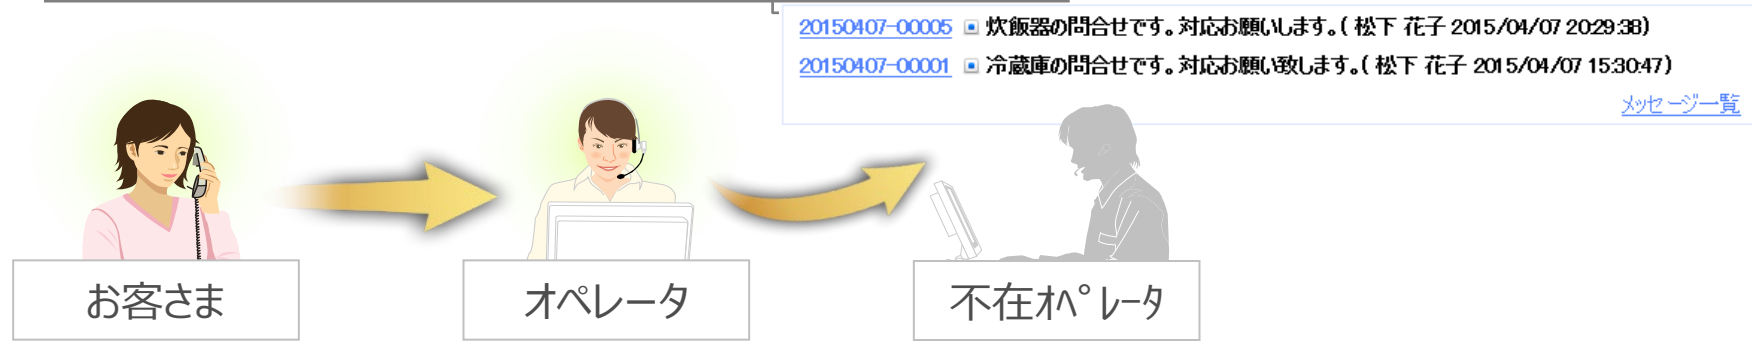 20150407-00005 炊飯器の問合せです。対応お願いします。( 松下 花子 2015/04/07 20:29:38)
20150407-00001 冷蔵庫の問合せです。対応お願い致します。( 松下 花子 2015/04/07 15:30:47)
メッセージ一覧
お客さま
オペレータ
不在ｵﾍﾟﾚｰﾀ